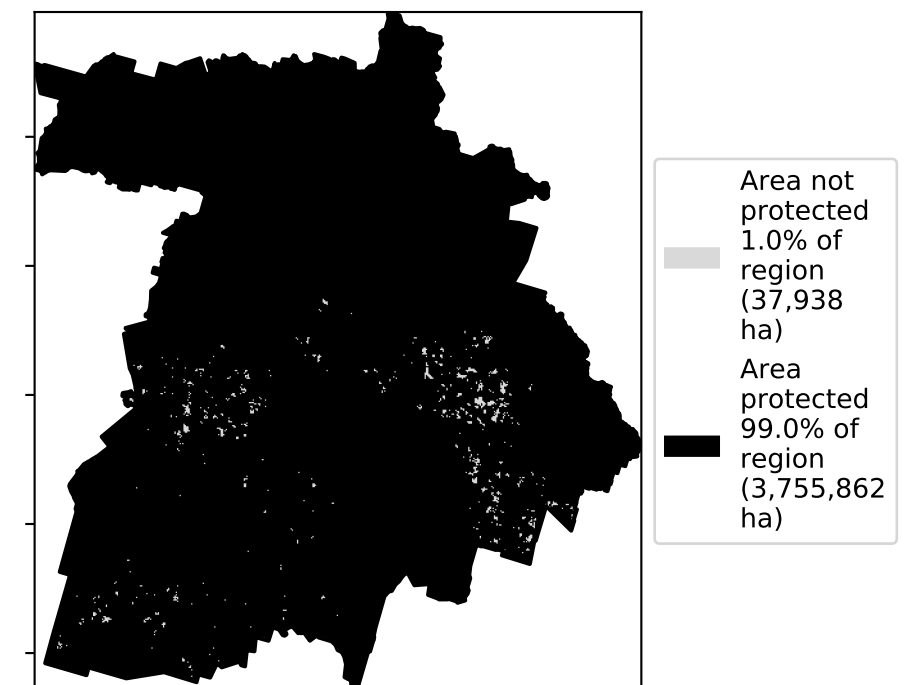 Area not
protected
1.0% of
region
(37,938
ha)
Area
protected
99.0% of
region
(3,755,862
ha)